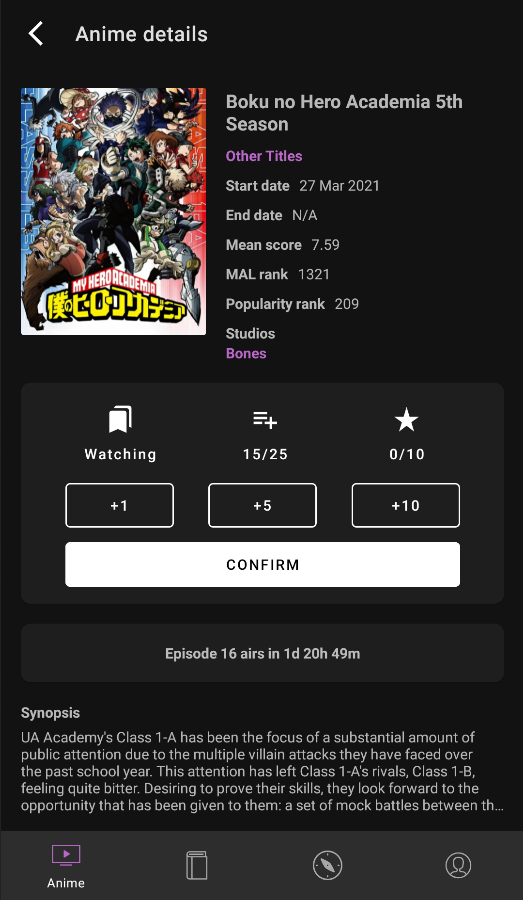 Anime details
Boku no Hero Academia 5th
Season
Other Titles
Start date 27 Mar 2021
End date N/A
Mean score 7.59
MAL rank 1321
Popularity rank 209
Studios
Bones
MY HERO ACADEMIA
僕のヒーローアカデミア
Watching
15/25
0/10
+1
+5
+10
CONFIRM
Episode 16 airs in 1d 20h 49m
Synopsis
UA Academy's Class 1-A has been the focus of a substantial amount of
public attention due to the multiple villain attacks they have faced over
the past school year. This attention has left Class 1-A's rivals, Class 1-B,
feeling quite bitter. Desiring to prove their skills, they look forward to the
opportunity that has been given to them: a set of mock battles between th…
Anime